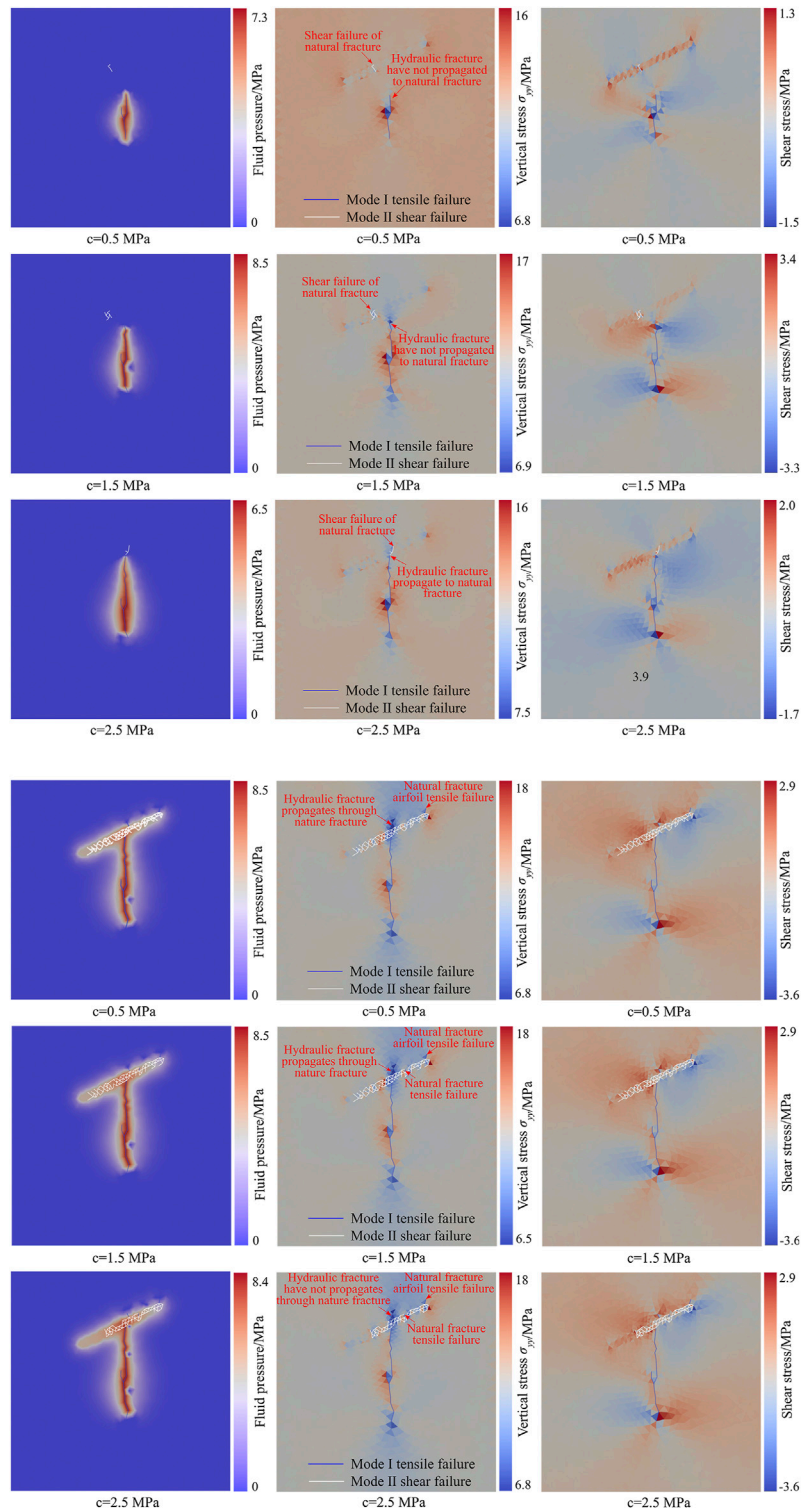 7.3
Fluid pressure/MPa
0
c=0.5 MPa
Shear failure of
natural fracture
Hydraulic fracture
have not propagated
to natural fracture
Mode I tensile failure
Mode II shear failure
16
Vertical stress σyy/MPa
6.8
c=0.5 MPa
1.3
Shear stress/MPa
-1.5
c=0.5 MPa
8.5
Fluid pressure/MPa
0
c=1.5 MPa
Shear failure of
natural fracture
Hydraulic fracture
have not propagated
to natural fracture
Mode I tensile failure
Mode II shear failure
17
Vertical stress σyy/MPa
6.9
c=1.5 MPa
3.4
Shear stress/MPa
-3.3
c=1.5 MPa
6.5
Fluid pressure/MPa
0
c=2.5 MPa
Shear failure of
natural fracture
Hydraulic fracture
propagate to natural
fracture
Mode I tensile failure
Mode II shear failure
16
Vertical stress σyy/MPa
7.5
c=2.5 MPa
3.9
2.0
Shear stress/MPa
-1.7
c=2.5 MPa
8.5
Fluid pressure/MPa
0
c=0.5 MPa
Hydraulic fracture
propagates through
nature fracture
Natural fracture
airfoil tensile failure
Mode I tensile failure
Mode II shear failure
18
Vertical stress σyy/MPa
6.8
c=0.5 MPa
2.9
Shear stress/MPa
-3.6
c=0.5 MPa
8.5
Fluid pressure/MPa
0
c=1.5 MPa
Hydraulic fracture
propagates through
nature fracture
Natural fracture
airfoil tensile failure
Natural fracture
tensile failure
Mode I tensile failure
Mode II shear failure
18
Vertical stress σyy/MPa
6.5
c=1.5 MPa
2.9
Shear stress/MPa
-3.6
c=1.5 MPa
8.4
Fluid pressure/MPa
0
c=2.5 MPa
Hydraulic fracture
have not propagates
through nature fracture
Natural fracture
airfoil tensile failure
Natural fracture
tensile failure
Mode I tensile failure
Mode II shear failure
18
Vertical stress σyy/MPa
6.8
c=2.5 MPa
2.9
Shear stress/MPa
-3.6
c=2.5 MPa